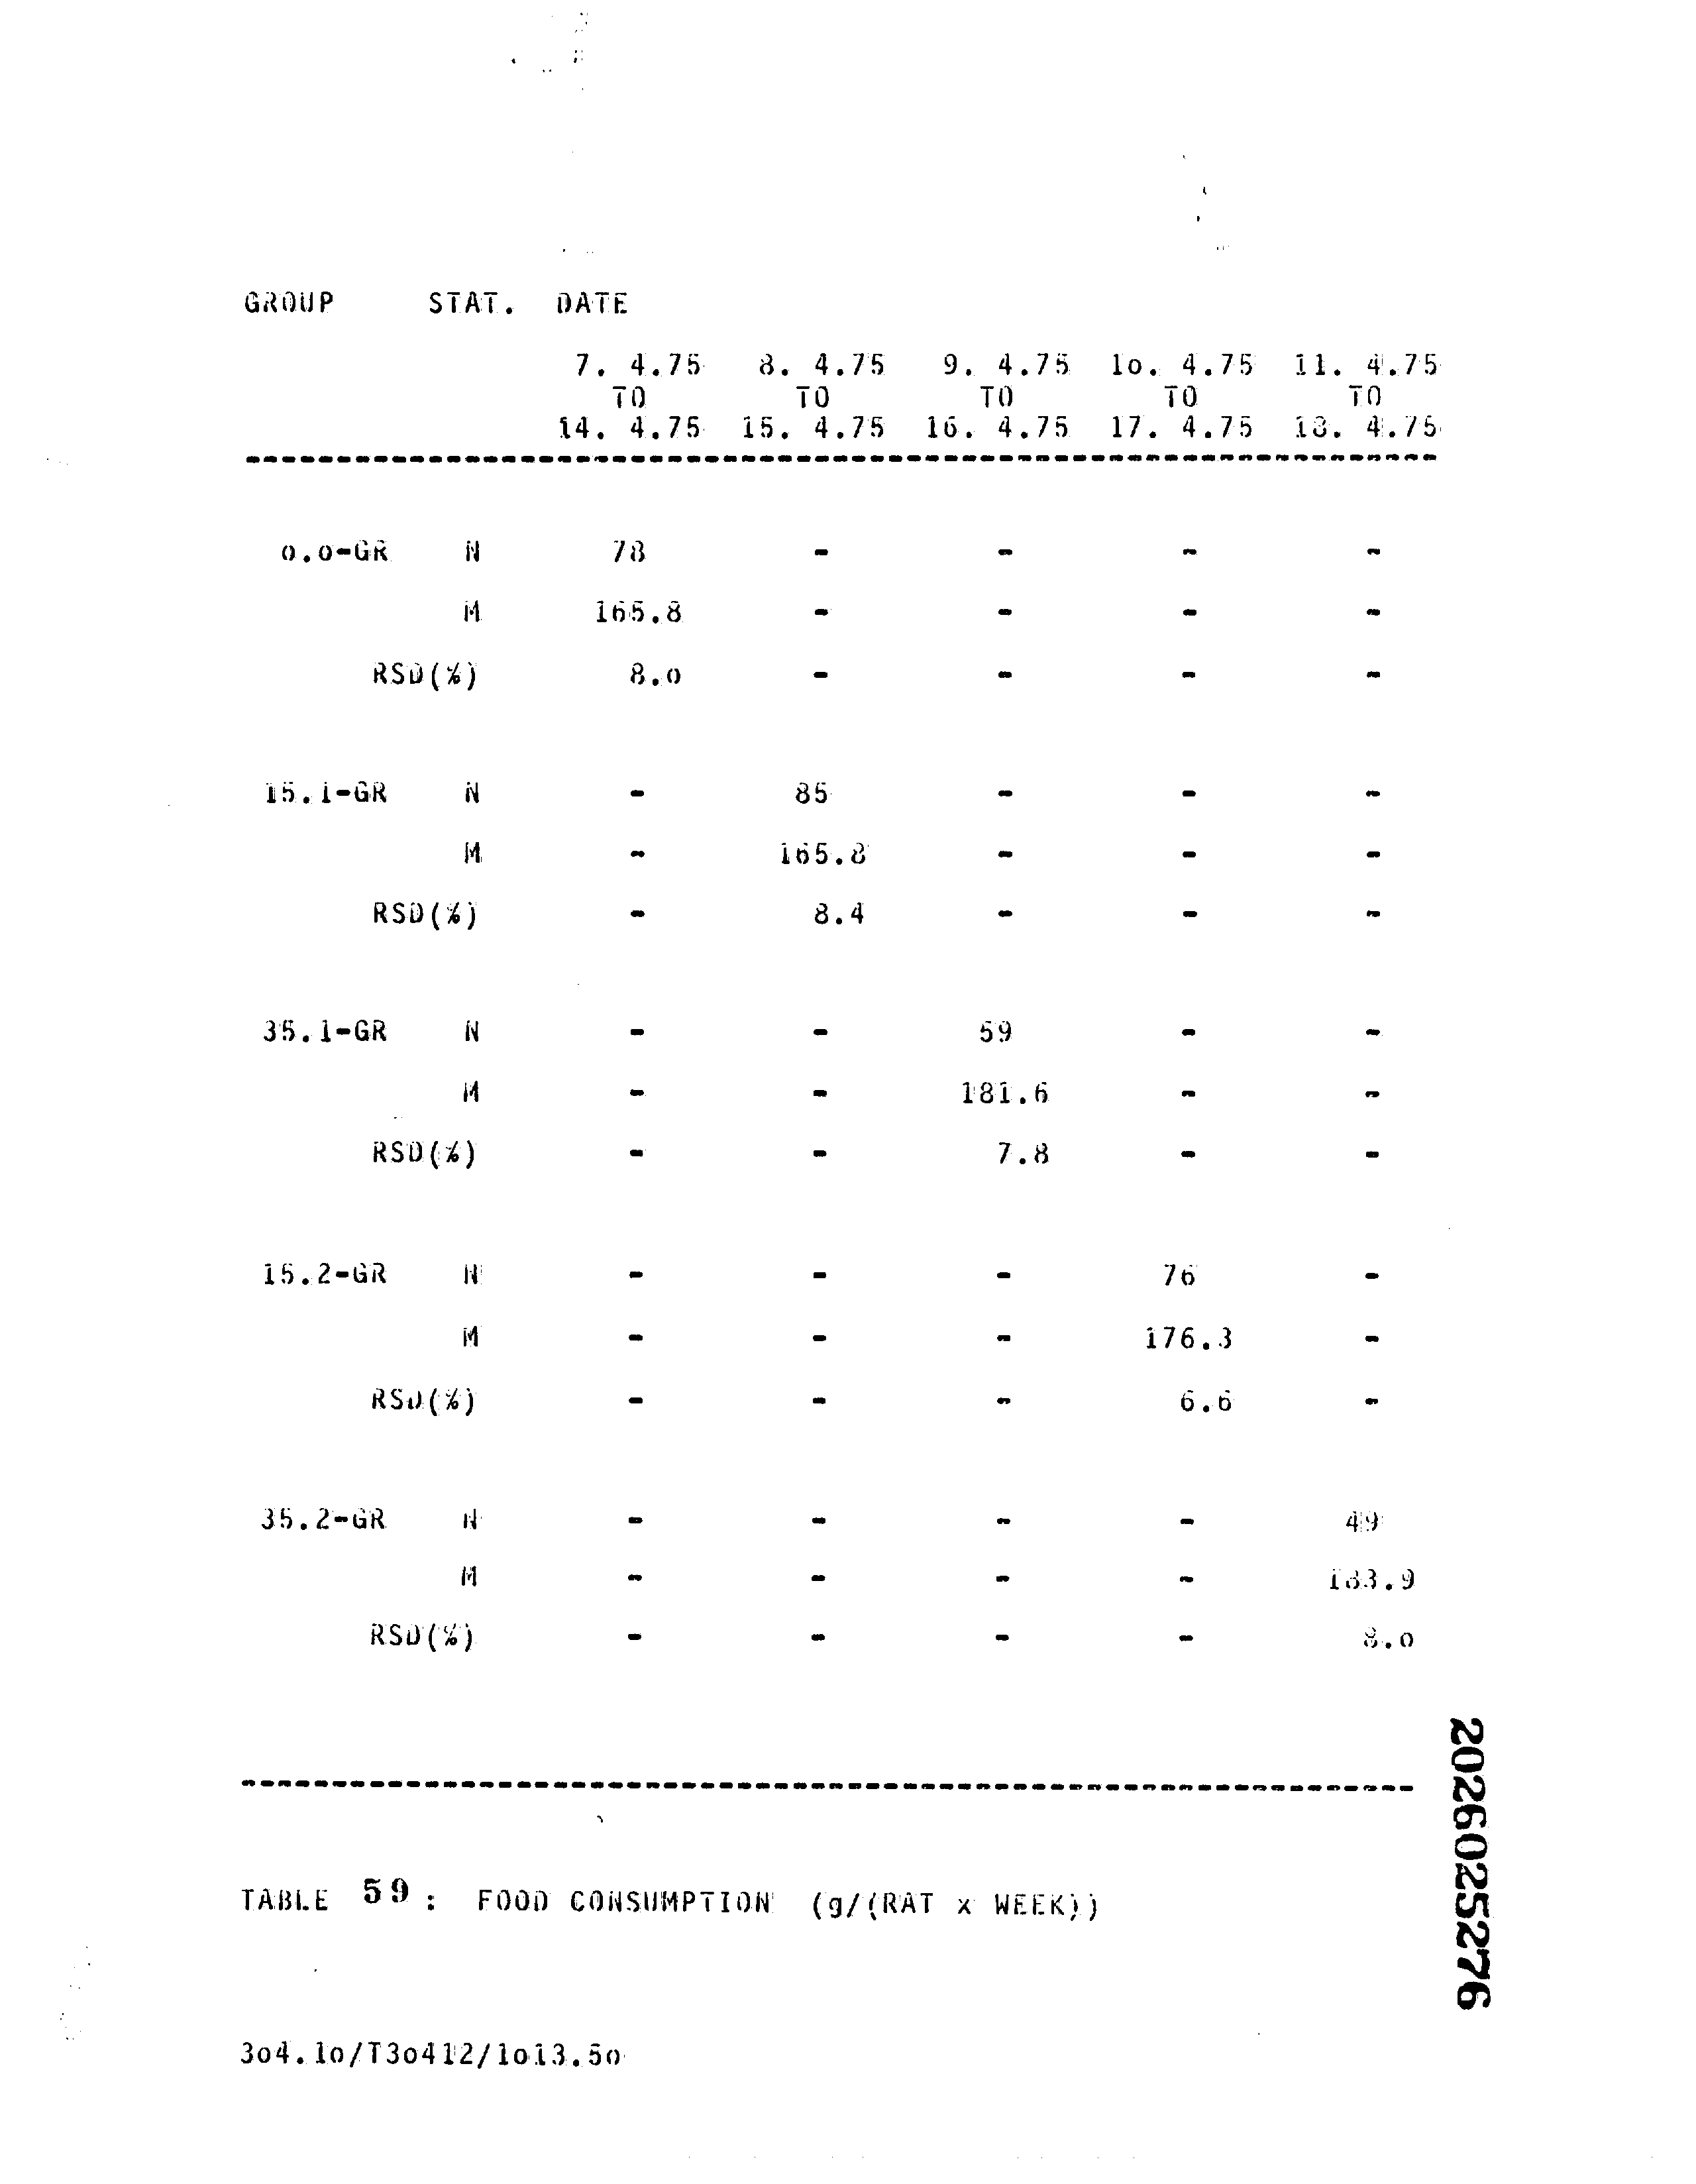 GROUP STAT. DATE
7. 4.75 8. 4.75 9. 4.75 1o. 4.75 11. 4.75
TO TO TO TO TO
14. 4.75 15. 4.75 16. 4.75 17. 4.75 18. 4.75
o.o-GR N 78 - - - -
M 165.8 - - - -
RSD(%) 8.o - - - -
15.1-GR N - 85 - - -
M - 165.8 - - -
RSD(%) - 8.4 - - -
35.1-GR N - - 59 - -
M - - 181.6 - -
RSD(%) - - 7.8 - -
15.2-GR N - - - 76 -
M - - - 176.3 -
RSD(%) - - - 6.6 -
35.2-GR N - - - - 49
M - - - - 183.9
RSD(%) - - - - 8.o
TABLE 59 : FOOD CONSUMPTION (g/(RAT x WEEK))
3o4.1o/T3o412/1o13.5o
2026025276